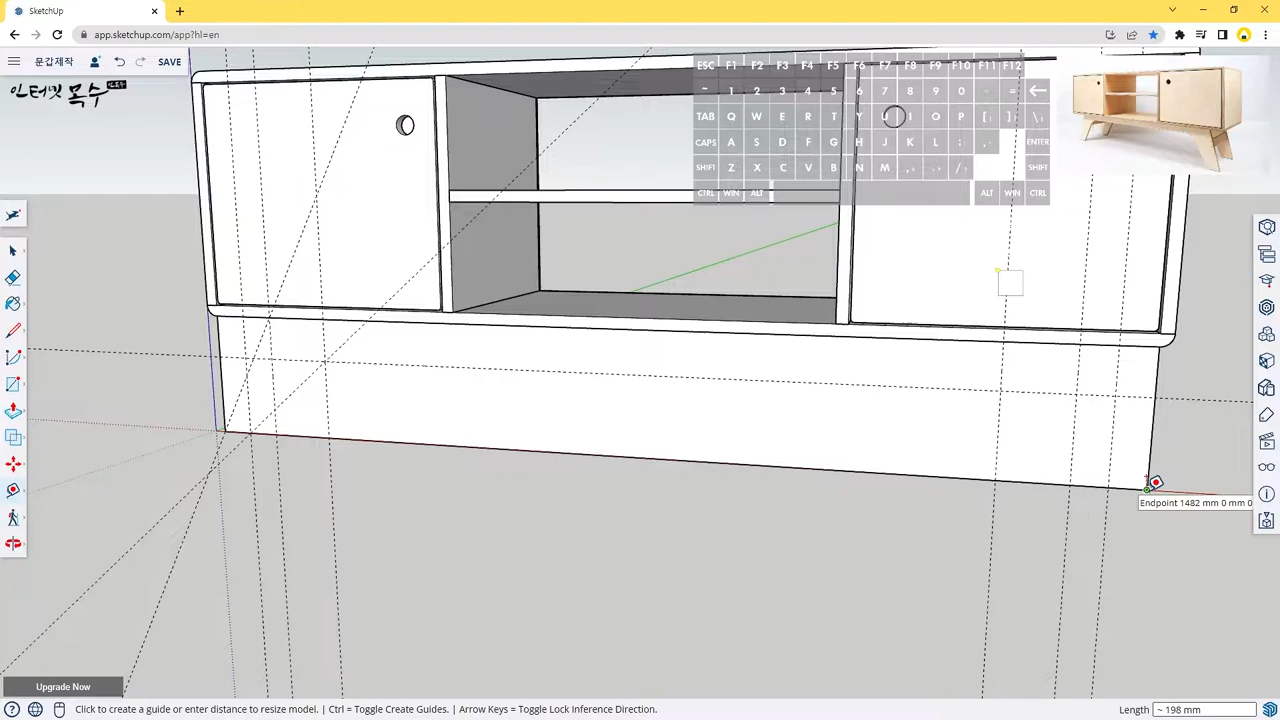 SketchUp
app.sketchup.com/app?hl=en
문갑제작
SAVE
인터넷 목수
ESC F1 F2 F3 F4 F5 F6 F7 F8 F9 F10 F11 F12
~ 1 2 3 4 5 6 7 8 9 0 - =
TAB Q W E R T Y U I O P [ ] \
CAPS A S D F G H J K L ; ENTER
SHIFT Z X C V B N M , . / SHIFT
CTRL WIN ALT ALT WIN CTRL
Endpoint 1482 mm 0 mm 0
Upgrade Now
Click to create a guide or enter distance to resize model. | Ctrl = Toggle Create Guides. | Arrow Keys = Toggle Lock Inference Direction.
Length ~ 198 mm